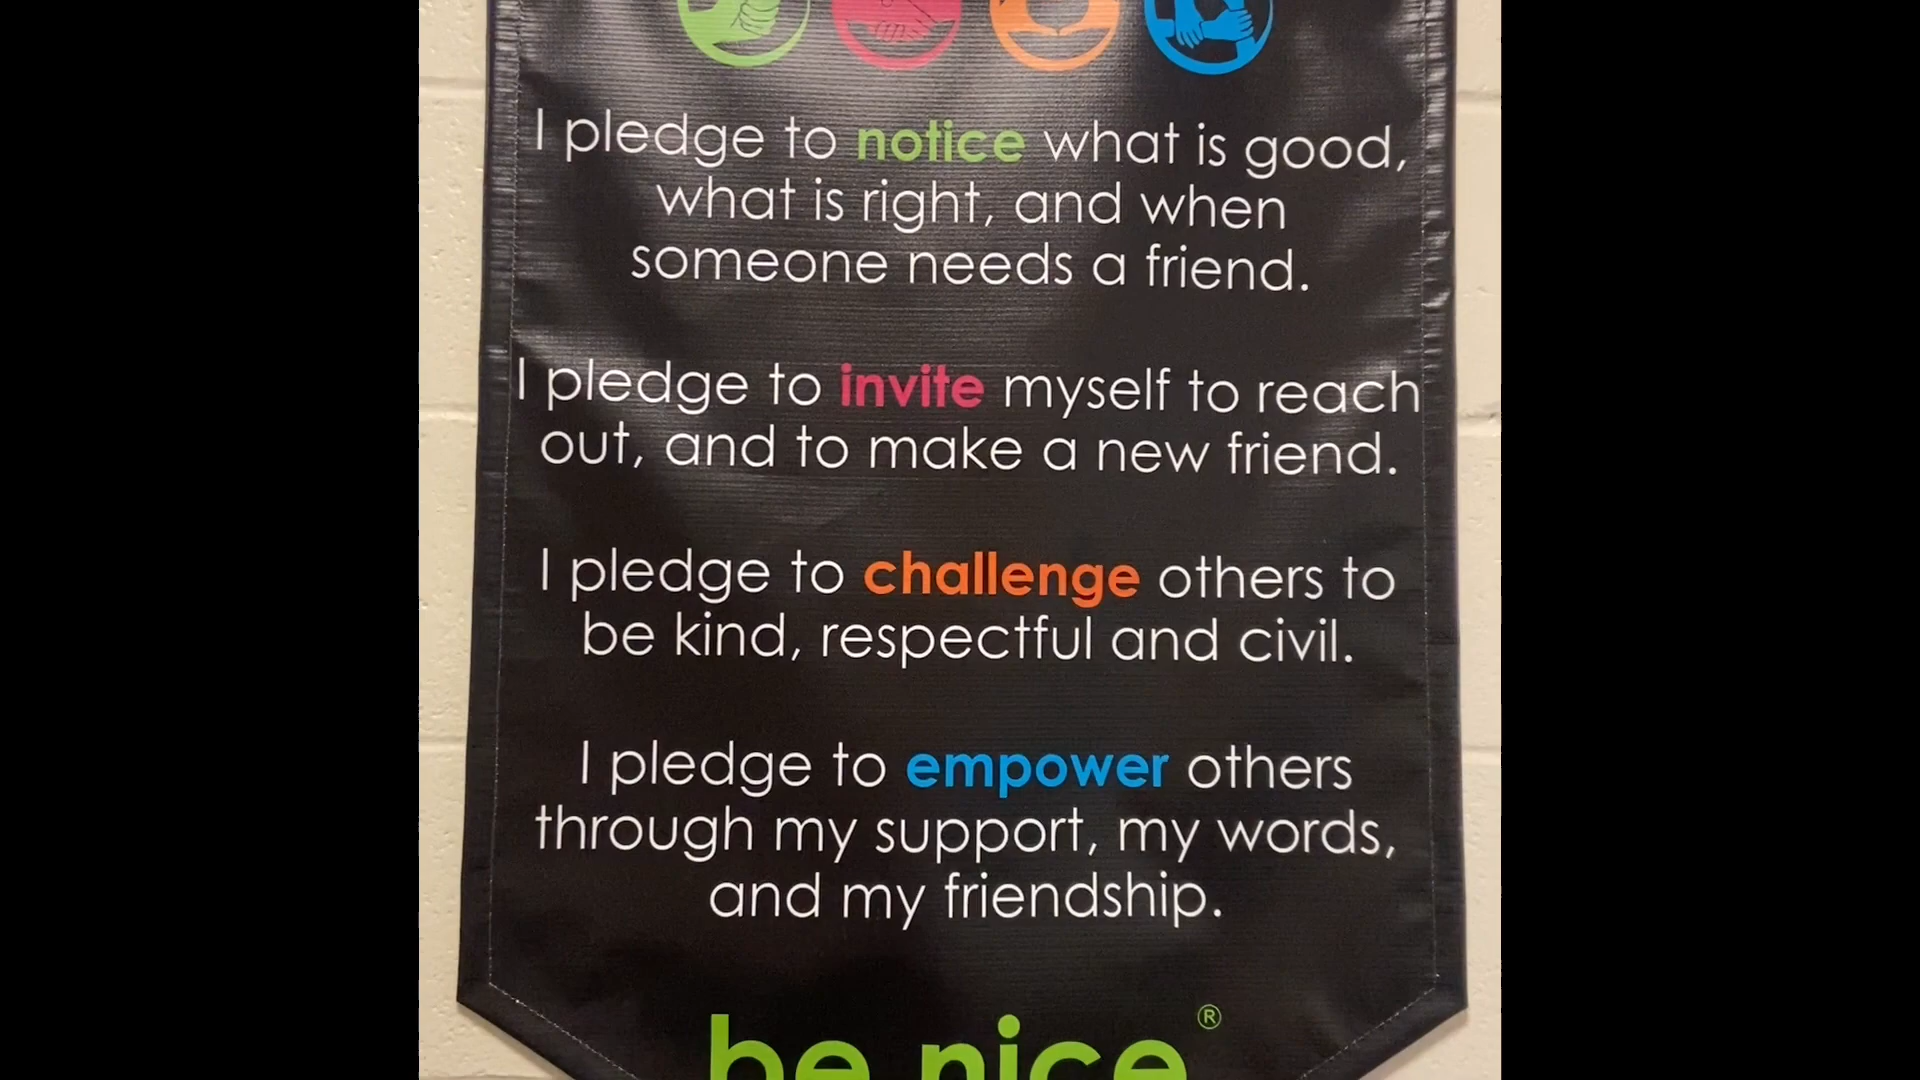 I pledge to notice what is good,
what is right, and when
someone needs a friend.
I pledge to invite myself to reach
out, and to make a new friend.
I pledge to challenge others to
be kind, respectful and civil.
I pledge to empower others
through my support, my words,
and my friendship.
be nice ®